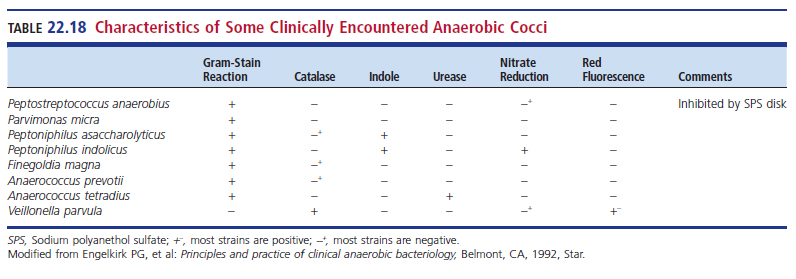 TABLE 22.18 Characteristics of Some Clinically Encountered Anaerobic Cocci
Gram-Stain Reaction Catalase Indole Urease Nitrate Reduction Red Fluorescence Comments
Peptostreptococcus anaerobius + − − − −⁺ − Inhibited by SPS disk
Parvimonas micra + − − − − −
Peptoniphilus asaccharolyticus + −⁺ + − − −
Peptoniphilus indolicus + − + − + −
Finegoldia magna + −⁺ − − − −
Anaerococcus prevotii + −⁺ − − − −
Anaerococcus tetradius + − − + − −
Veillonella parvula − + − − −⁺ +⁻
SPS, Sodium polyanethol sulfate; +⁻, most strains are positive; −⁺, most strains are negative.
Modified from Engelkirk PG, et al: Principles and practice of clinical anaerobic bacteriology, Belmont, CA, 1992, Star.